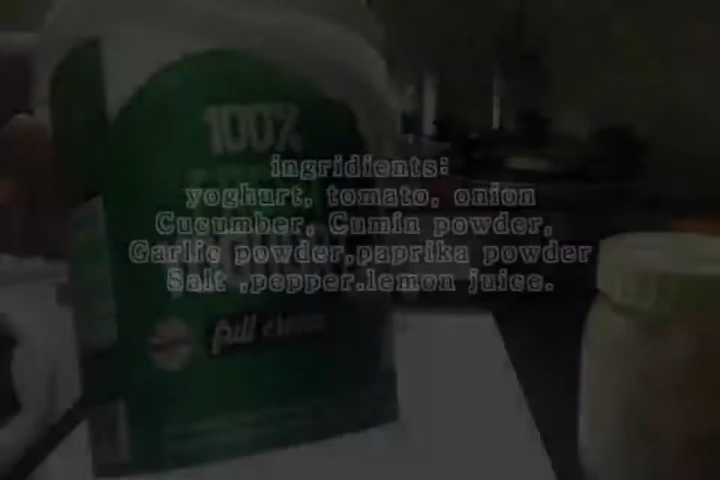 100%
ingridients:
yoghurt, tomato, onion
Cucumber, Cumin powder,
Garlic powder,paprika powder
Salt ,pepper.lemon juice.
full cream